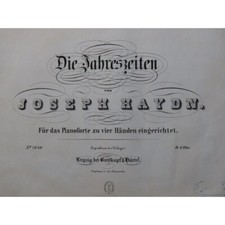 Die Jahreszeiten
von
JOSEPH HAYDN.
Für das Pianoforte zu vier Händen eingerichtet.
Leipzig bei Breitkopf & Härtel.